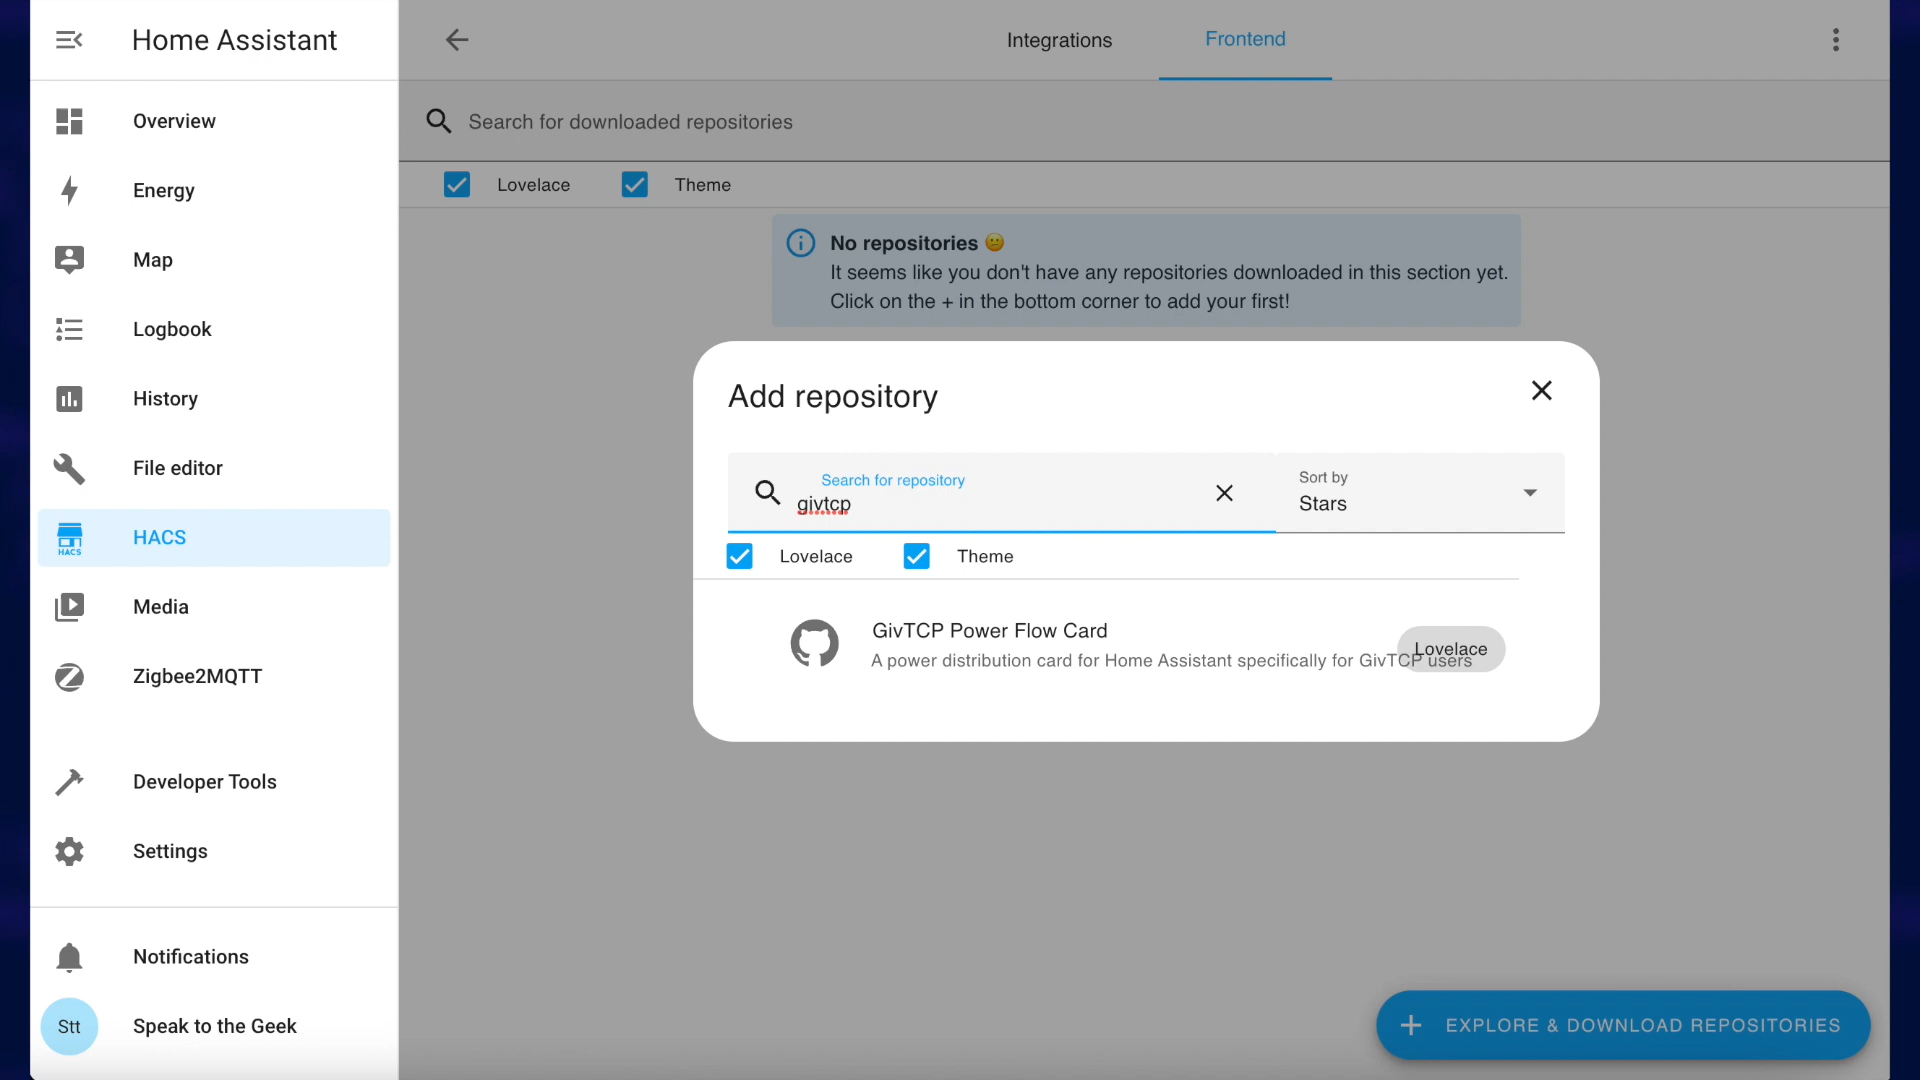 Home Assistant
Integrations
Frontend
Overview
Search for downloaded repositories
Lovelace
Theme
Energy
No repositories 😕
It seems like you don't have any repositories downloaded in this section yet.
Click on the + in the bottom corner to add your first!
Map
Logbook
History
File editor
HACS
HACS
Media
Zigbee2MQTT
Developer Tools
Settings
Notifications
Stt
Speak to the Geek
Add repository
Search for repository
givtcp
Sort by
Stars
Lovelace
Theme
GivTCP Power Flow Card
A power distribution card for Home Assistant specifically for GivTCP users
Lovelace
+ EXPLORE & DOWNLOAD REPOSITORIES